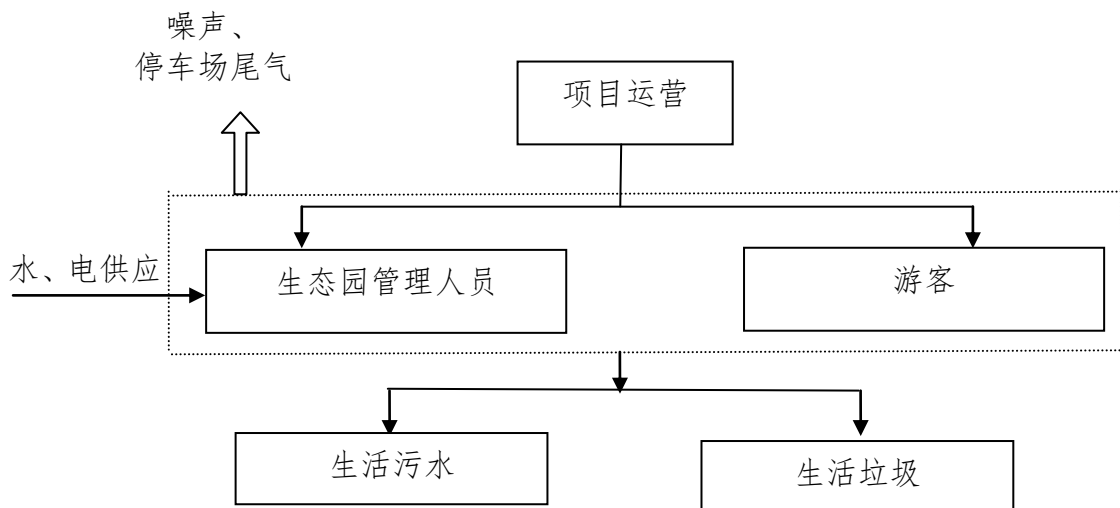 噪声、
停车场尾气
项目运营
水、电供应
生态园管理人员
游客
生活污水
生活垃圾